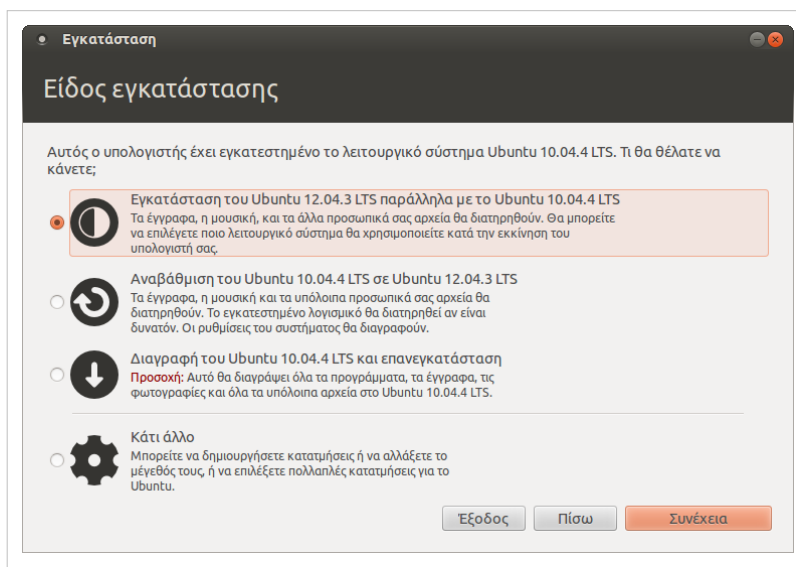 Εγκατάσταση
Είδος εγκατάστασης
Αυτός ο υπολογιστής έχει εγκατεστημένο το λειτουργικό σύστημα Ubuntu 10.04.4 LTS. Τι θα θέλατε να
κάνετε;
Εγκατάσταση του Ubuntu 12.04.3 LTS παράλληλα με το Ubuntu 10.04.4 LTS
Τα έγγραφα, η μουσική, και τα άλλα προσωπικά σας αρχεία θα διατηρηθούν. Θα μπορείτε
να επιλέγετε ποιο λειτουργικό σύστημα θα χρησιμοποιείτε κατά την εκκίνηση του
υπολογιστή σας.
Αναβάθμιση του Ubuntu 10.04.4 LTS σε Ubuntu 12.04.3 LTS
Τα έγγραφα, η μουσική και τα υπόλοιπα προσωπικά σας αρχεία θα
διατηρηθούν. Το εγκατεστημένο λογισμικό θα διατηρηθεί αν είναι
δυνατόν. Οι ρυθμίσεις του συστήματος θα διαγραφούν.
Διαγραφή του Ubuntu 10.04.4 LTS και επανεγκατάσταση
Προσοχή: Αυτό θα διαγράψει όλα τα προγράμματα, τα έγγραφα, τις
φωτογραφίες και όλα τα υπόλοιπα αρχεία στο Ubuntu 10.04.4 LTS.
Κάτι άλλο
Μπορείτε να δημιουργήσετε κατατμήσεις ή να αλλάξετε το
μέγεθός τους, ή να επιλέξετε πολλαπλές κατατμήσεις για το
Ubuntu.
Έξοδος Πίσω Συνέχεια